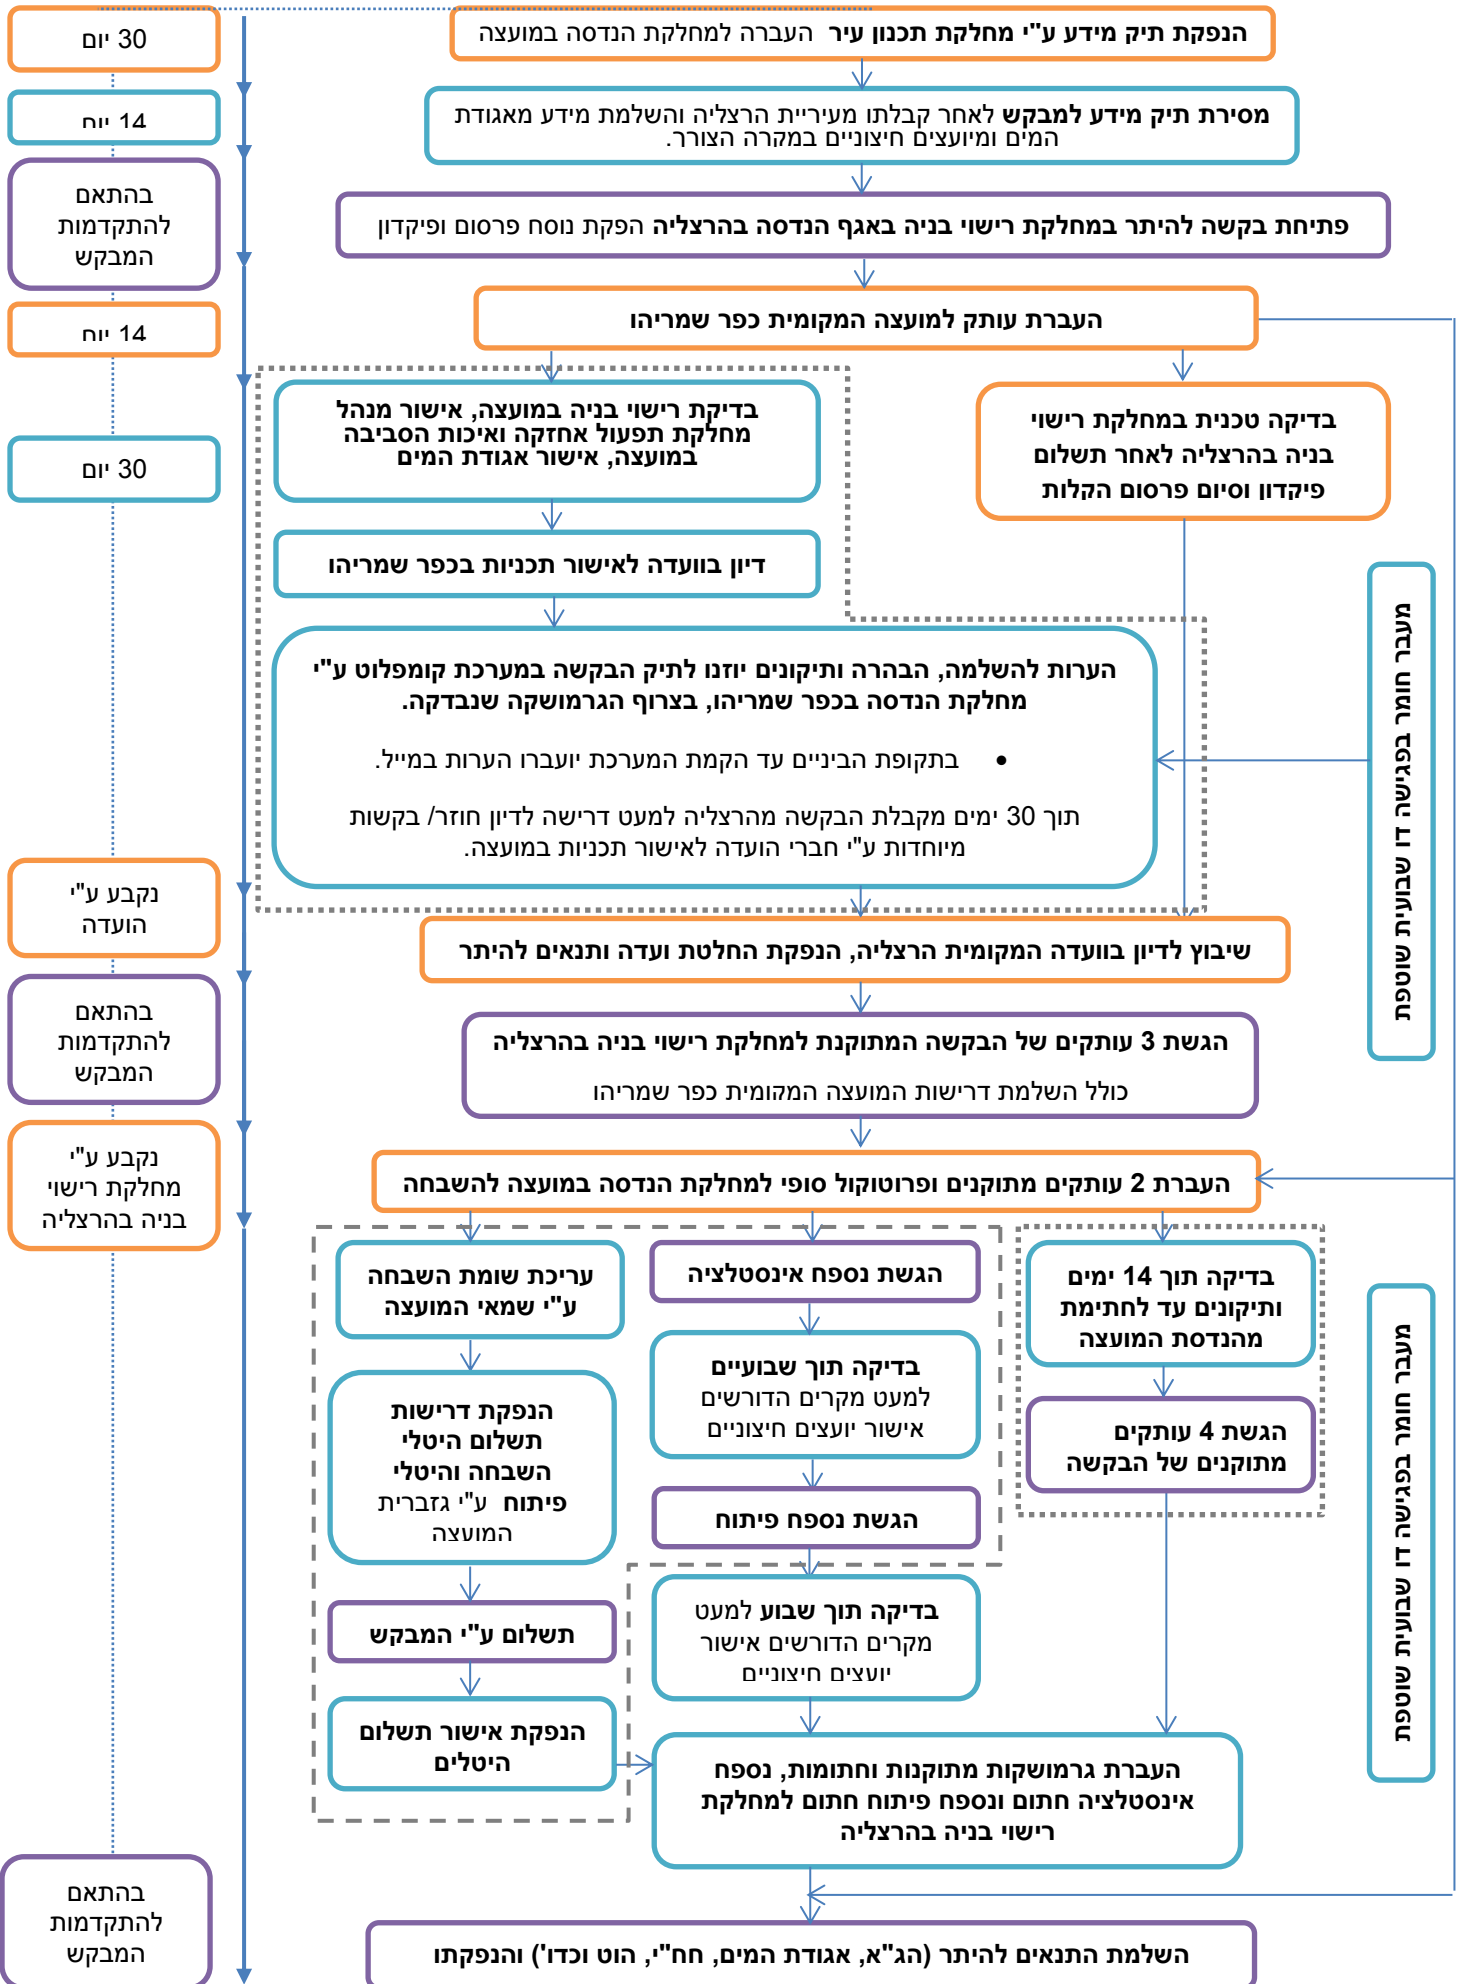 הנפקת תיק מידע ע"י מחלקת תכנון עיר העברה למחלקת הנדסה במועצה
30 יום
מסירת תיק מידע למבקש לאחר קבלתו מעיריית הרצליה והשלמת מידע מאגודת
המים ומיועצים חיצוניים במקרה הצורך.
14 יום
פתיחת בקשה להיתר במחלקת רישוי בניה באגף הנדסה בהרצליה הפקת נוסח פרסום ופיקדון
בהתאם
להתקדמות
המבקש
העברת עותק למועצה המקומית כפר שמריהו
14 יום
בדיקה טכנית במחלקת רישוי
בניה בהרצליה לאחר תשלום
פיקדון וסיום פרסום הקלות
בדיקת רישוי בניה במועצה, אישור מנהל
מחלקת תפעול אחזקה ואיכות הסביבה
במועצה, אישור אגודת המים
30 יום
דיון בוועדה לאישור תכניות בכפר שמריהו
מעבר חומר בפגישה דו שבועית שוטפת
הערות להשלמה, הבהרה ותיקונים יוזנו לתיק הבקשה במערכת קומפלוט ע"י
מחלקת הנדסה בכפר שמריהו, בצרוף הגרמושקה שנבדקה.
• בתקופת הביניים עד הקמת המערכת יועברו הערות במייל.
תוך 30 ימים מקבלת הבקשה מהרצליה למעט דרישה לדיון חוזר/ בקשות
מיוחדות ע"י חברי הועדה לאישור תכניות במועצה.
נקבע ע"י
הועדה
שיבוץ לדיון בוועדה המקומית הרצליה, הנפקת החלטת ועדה ותנאים להיתר
בהתאם
להתקדמות
המבקש
הגשת 3 עותקים של הבקשה המתוקנת למחלקת רישוי בניה בהרצליה
כולל השלמת דרישות המועצה המקומית כפר שמריהו
נקבע ע"י
מחלקת רישוי
בניה בהרצליה
העברת 2 עותקים מתוקנים ופרוטוקול סופי למחלקת הנדסה במועצה להשבחה
בדיקה תוך 14 ימים
ותיקונים עד לחתימת
מהנדסת המועצה
הגשת 4 עותקים
מתוקנים של הבקשה
הגשת נספח אינסטלציה
בדיקה תוך שבועיים
למעט מקרים הדורשים
אישור יועצים חיצוניים
הגשת נספח פיתוח
בדיקה תוך שבוע למעט
מקרים הדורשים אישור
יועצים חיצוניים
עריכת שומת השבחה
ע"י שמאי המועצה
הנפקת דרישות
תשלום היטלי
השבחה והיטלי
פיתוח ע"י גזברית
המועצה
תשלום ע"י המבקש
הנפקת אישור תשלום
היטלים
מעבר חומר בפגישה דו שבועית שוטפת
העברת גרמושקות מתוקנות וחתומות, נספח
אינסטלציה חתום ונספח פיתוח חתום למחלקת
רישוי בניה בהרצליה
בהתאם
להתקדמות
המבקש
השלמת התנאים להיתר (הג"א, אגודת המים, חח"י, הוט וכדו') והנפקתו